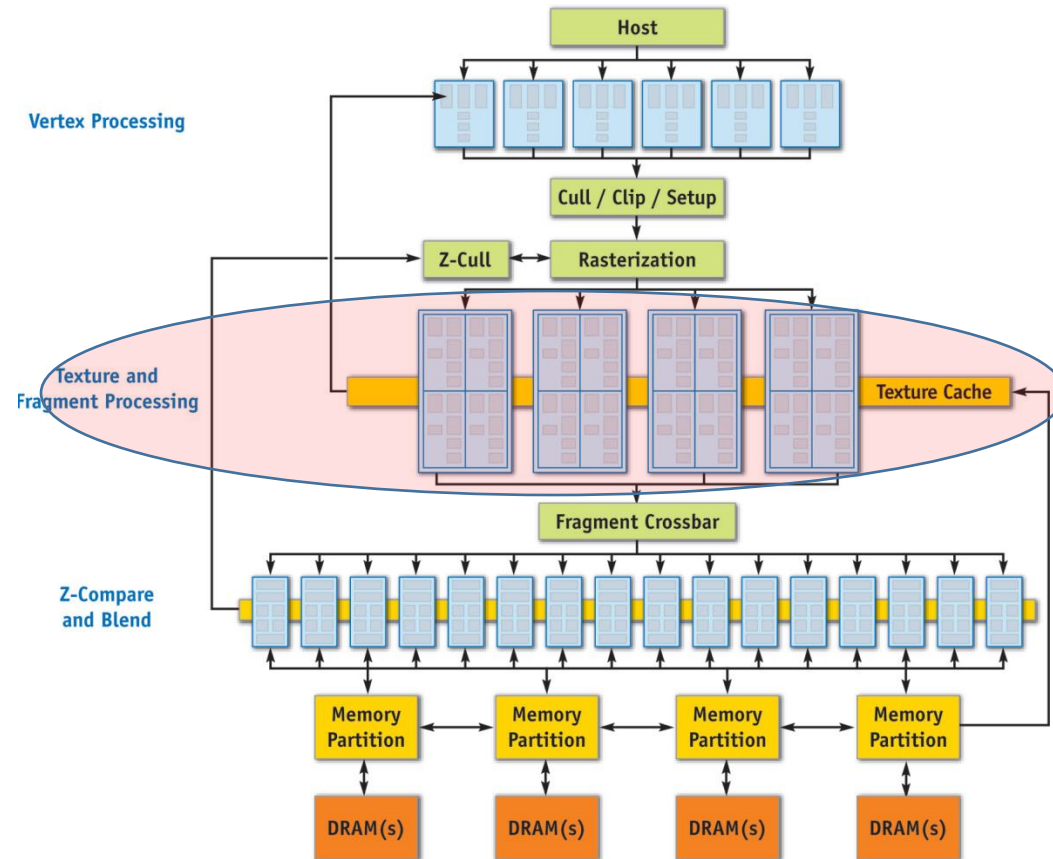 Host
Vertex Processing
Cull / Clip / Setup
Z-Cull
Rasterization
Texture and
Fragment Processing
Texture Cache
Fragment Crossbar
Z-Compare
and Blend
Memory
Partition
Memory
Partition
Memory
Partition
Memory
Partition
DRAM(s)
DRAM(s)
DRAM(s)
DRAM(s)